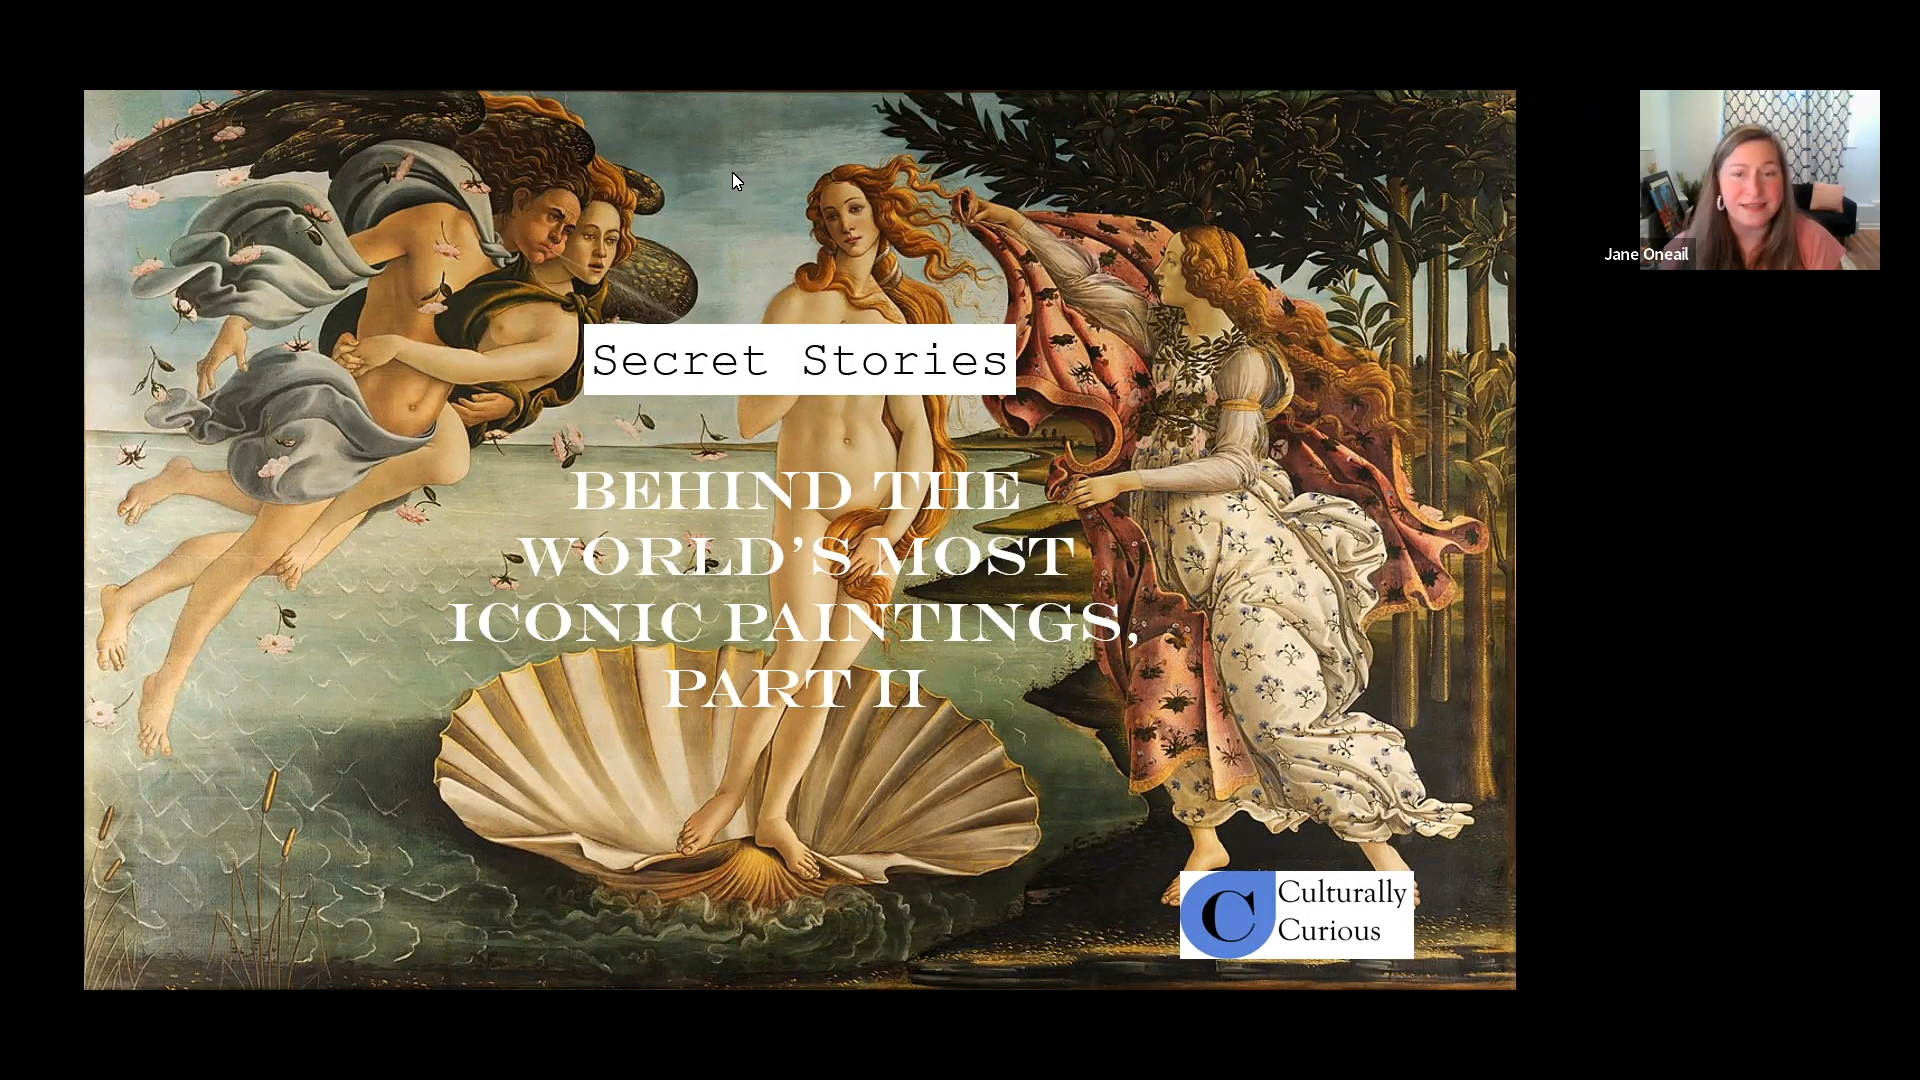 Secret Stories
BEHIND THE
WORLD’S MOST
ICONIC PAINTINGS,
PART II
C Culturally
Curious
Jane Oneail